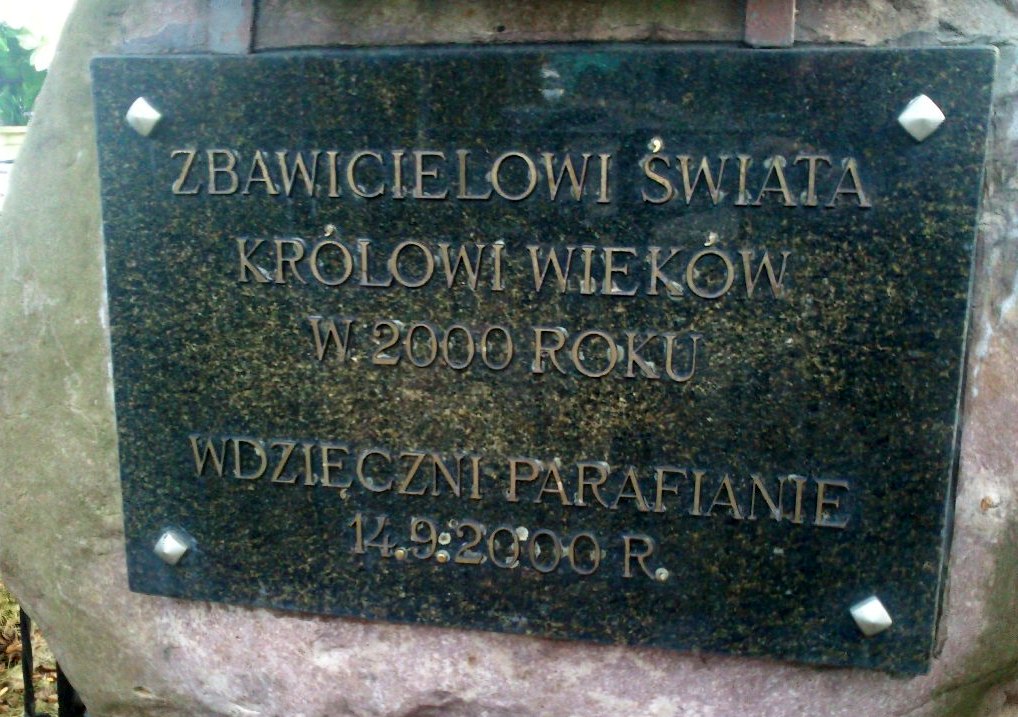 ZBAWICIELOWI ŚWIATA
KRÓLOWI WIEKÓW
W 2000 ROKU
WDZIĘCZNI PARAFIANIE
14.9.2000 R.